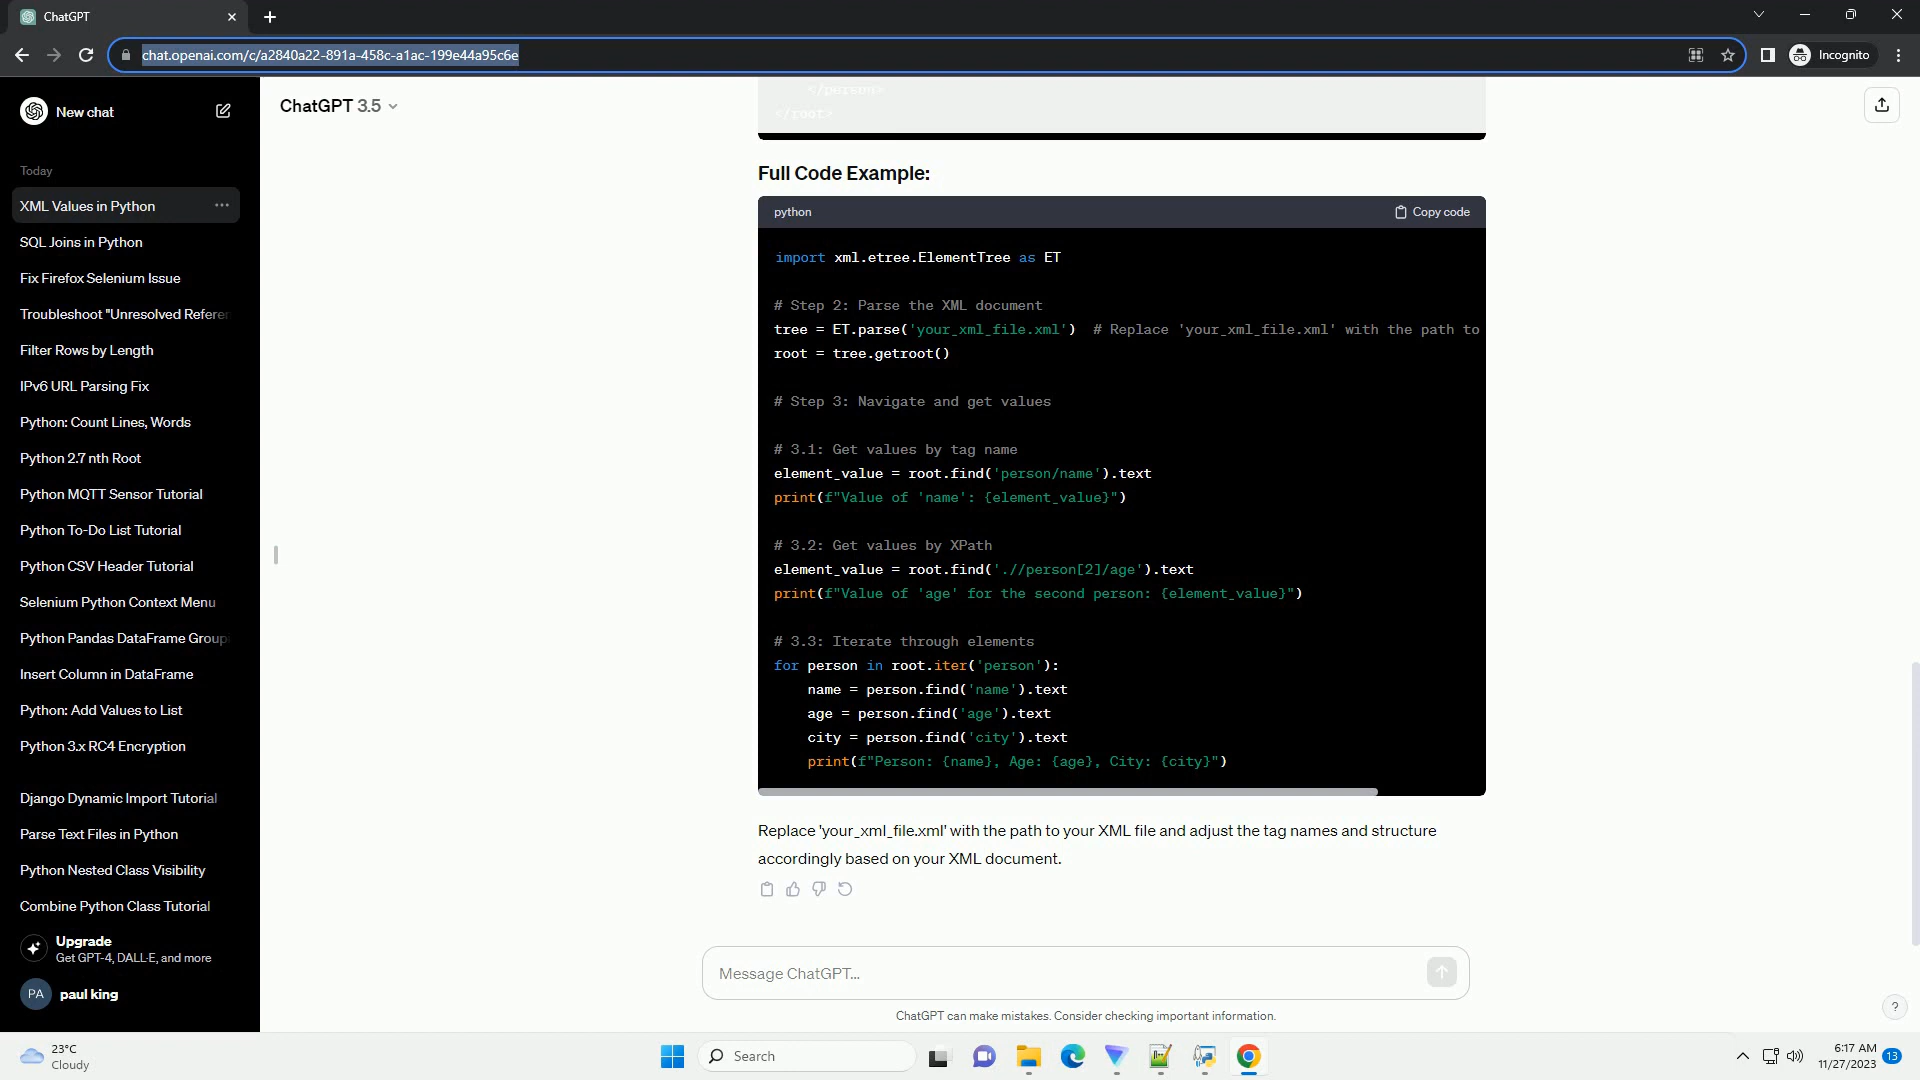 ChatGPT
chat.openai.com/c/a2840a22-891a-458c-a1ac-199e44a95c6e
Incognito
New chat
Today
XML Values in Python
SQL Joins in Python
Fix Firefox Selenium Issue
Troubleshoot "Unresolved Referen
Filter Rows by Length
IPv6 URL Parsing Fix
Python: Count Lines, Words
Python 2.7 nth Root
Python MQTT Sensor Tutorial
Python To-Do List Tutorial
Python CSV Header Tutorial
Selenium Python Context Menu
Python Pandas DataFrame Groupi
Insert Column in DataFrame
Python: Add Values to List
Python 3.x RC4 Encryption
Django Dynamic Import Tutorial
Parse Text Files in Python
Python Nested Class Visibility
Combine Python Class Tutorial
Upgrade
Get GPT-4, DALL·E, and more
PA paul king
ChatGPT 3.5
</person>
</root>
Full Code Example:
python Copy code
import xml.etree.ElementTree as ET
# Step 2: Parse the XML document
tree = ET.parse('your_xml_file.xml')  # Replace 'your_xml_file.xml' with the path to
root = tree.getroot()
# Step 3: Navigate and get values
# 3.1: Get values by tag name
element_value = root.find('person/name').text
print(f"Value of 'name': {element_value}")
# 3.2: Get values by XPath
element_value = root.find('.//person[2]/age').text
print(f"Value of 'age' for the second person: {element_value}")
# 3.3: Iterate through elements
for person in root.iter('person'):
    name = person.find('name').text
    age = person.find('age').text
    city = person.find('city').text
    print(f"Person: {name}, Age: {age}, City: {city}")
Replace 'your_xml_file.xml' with the path to your XML file and adjust the tag names and structure
accordingly based on your XML document.
Message ChatGPT...
ChatGPT can make mistakes. Consider checking important information.
?
23°C
Cloudy
Search
6:17 AM
11/27/2023
13